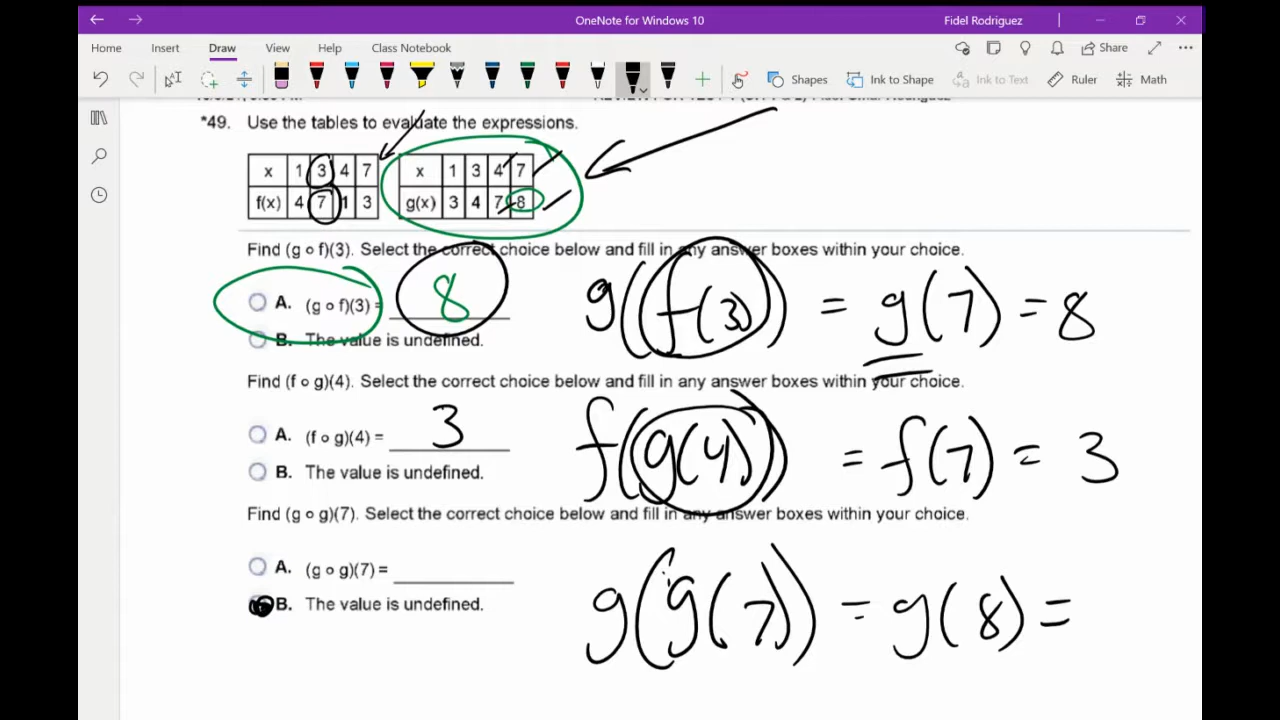 OneNote for Windows 10
Fidel Rodriguez
Home Insert Draw View Help Class Notebook Share
Shapes Ink to Shape Ink to Text Ruler Math
*49. Use the tables to evaluate the expressions.
x 1 3 4 7 x 1 3 4 7
f(x) 4 7 1 3 g(x) 3 4 7 8
Find (g o f)(3). Select the correct choice below and fill in any answer boxes within your choice.
A. (g o f)(3) = 8
g(f(3)) = g(7) = 8
B. The value is undefined.
Find (f o g)(4). Select the correct choice below and fill in any answer boxes within your choice.
A. (f o g)(4) = 3
f(g(4)) = f(7) = 3
B. The value is undefined.
Find (g o g)(7). Select the correct choice below and fill in any answer boxes within your choice.
A. (g o g)(7) =
B. The value is undefined.
g(g(7)) = g(8) =